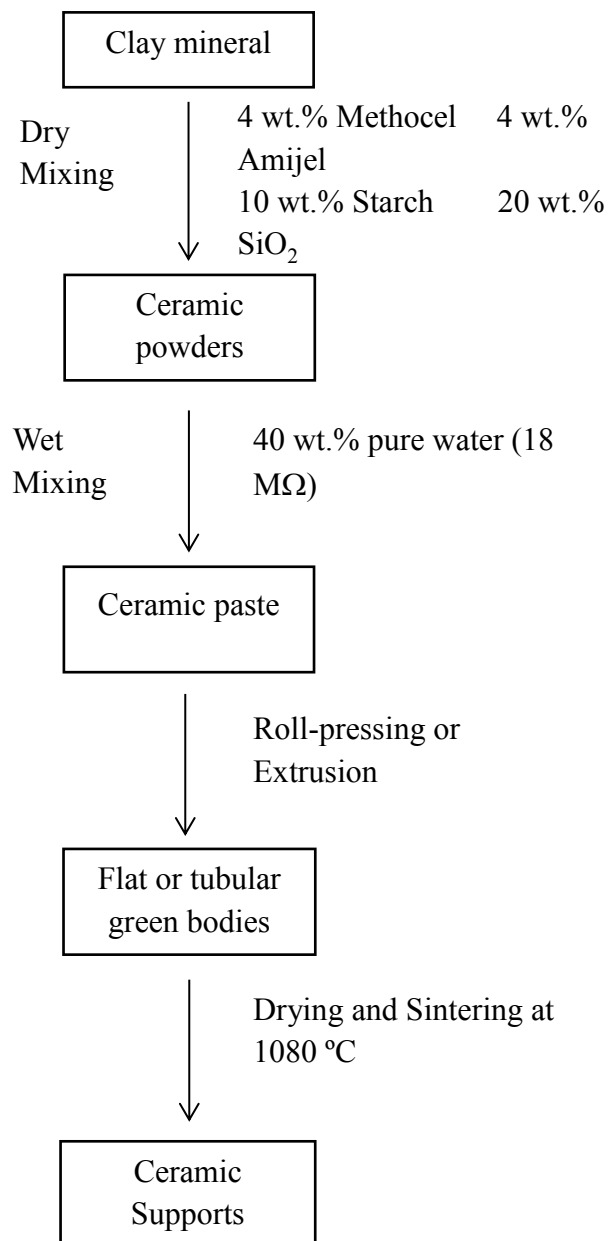 Clay mineral
Dry
Mixing
4 wt.% Methocel 4 wt.%
Amijel
10 wt.% Starch 20 wt.%
SiO₂
Ceramic
powders
Wet
Mixing
40 wt.% pure water (18
MΩ)
Ceramic paste
Roll-pressing or
Extrusion
Flat or tubular
green bodies
Drying and Sintering at
1080 ºC
Ceramic
Supports